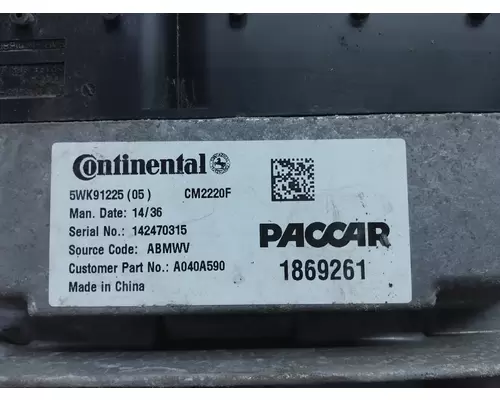 Continental
5WK91225 (05 ) CM2220F
Man. Date: 14/36
Serial No.: 142470315
Source Code: ABMWV
Customer Part No.: A040A590
Made in China
PACCAR
1869261